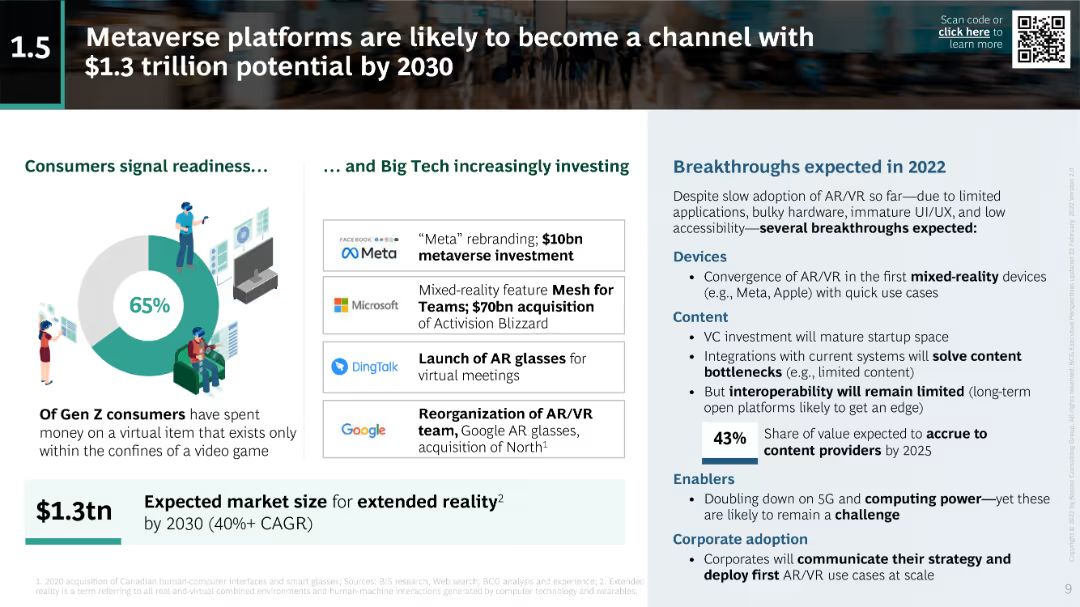 1.5
Metaverse platforms are likely to become a channel with
$1.3 trillion potential by 2030
Scan code or
click here to
learn more
Consumers signal readiness...
65%
Of Gen Z consumers have spent
money on a virtual item that exists only
within the confines of a video game
... and Big Tech increasingly investing
FACEBOOK
Meta
"Meta" rebranding; $10bn
metaverse investment
Microsoft
Mixed-reality feature Mesh for
Teams; $70bn acquisition
of Activision Blizzard
DingTalk
Launch of AR glasses for
virtual meetings
Google
Reorganization of AR/VR
team, Google AR glasses,
acquisition of North1
$1.3tn
Expected market size for extended reality2
by 2030 (40%+ CAGR)
Breakthroughs expected in 2022
Despite slow adoption of AR/VR so far—due to limited
applications, bulky hardware, immature UI/UX, and low
accessibility—several breakthroughs expected:
Devices
• Convergence of AR/VR in the first mixed-reality devices
(e.g., Meta, Apple) with quick use cases
Content
• VC investment will mature startup space
• Integrations with current systems will solve content
bottlenecks (e.g., limited content)
• But interoperability will remain limited (long-term
open platforms likely to get an edge)
43%
Share of value expected to accrue to
content providers by 2025
Enablers
• Doubling down on 5G and computing power—yet these
are likely to remain a challenge
Corporate adoption
• Corporates will communicate their strategy and
deploy first AR/VR use cases at scale
1. 2020 acquisition of Canadian human-computer interfaces and smart glasses; Sources: BIS research, Web search, BCG analysis and experience; 2. Extended
reality is a term referring to all real-and-virtual combined environments and human-machine interactions generated by computer technology and wearables.
9
Copyright © 2022 by Boston Consulting Group. All rights reserved.